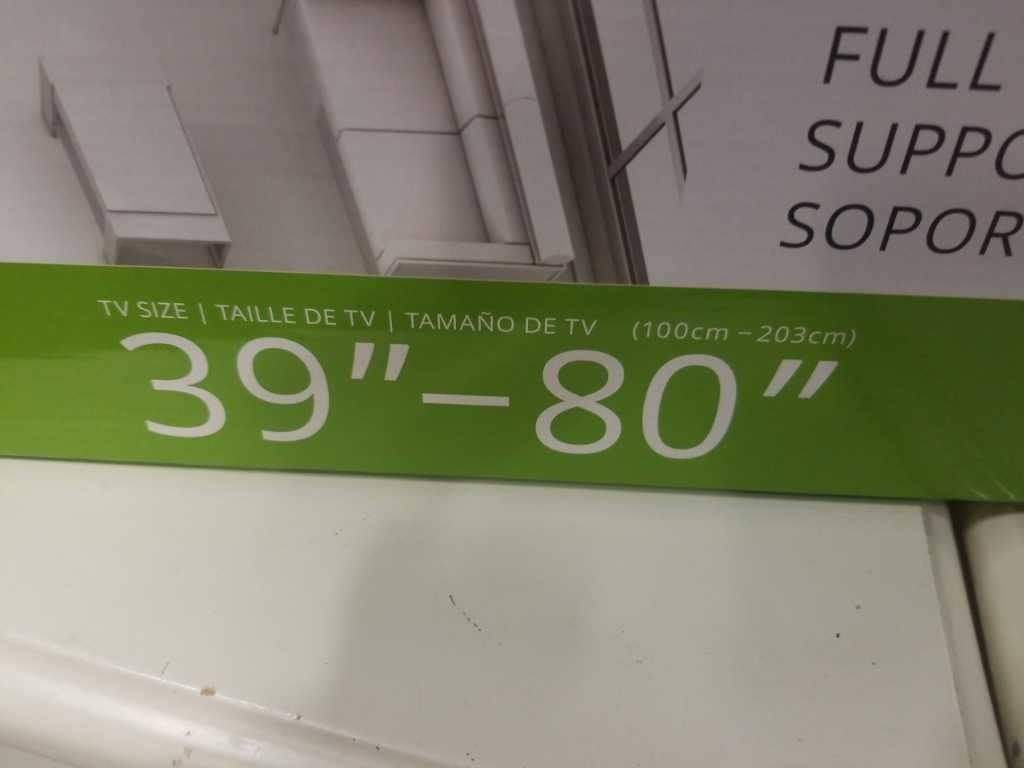 FULL
SUPPO
SOPOR
TV SIZE | TAILLE DE TV | TAMAÑO DE TV (100cm – 203cm)
39"–80"